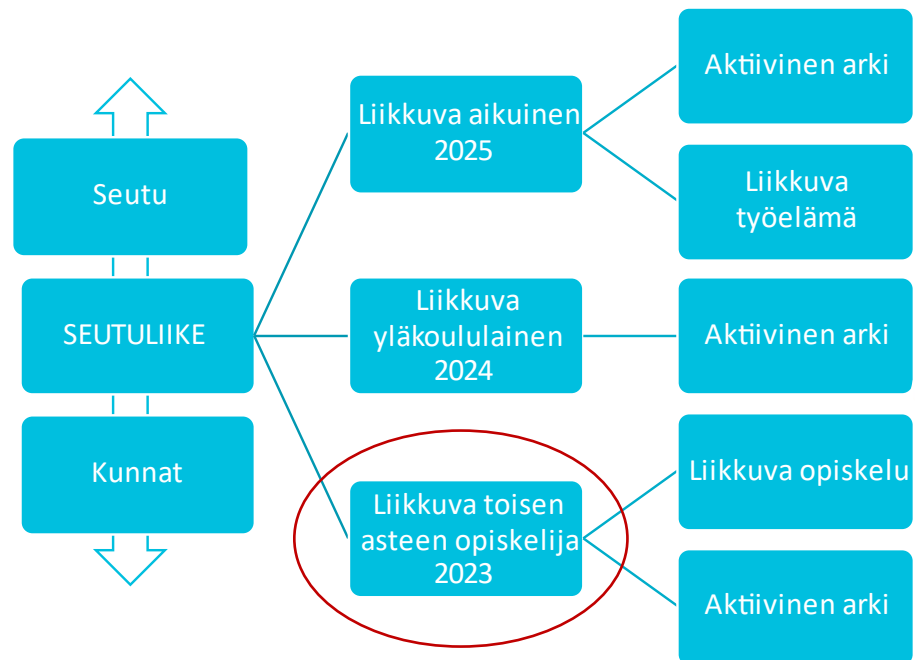 Seutu
SEUTULIIKE
Kunnat
Liikkuva aikuinen
2025
Liikkuva
yläkoululainen
2024
Liikkuva toisen
asteen opiskelija
2023
Aktiivinen arki
Liikkuva
työelämä
Aktiivinen arki
Liikkuva opiskelu
Aktiivinen arki